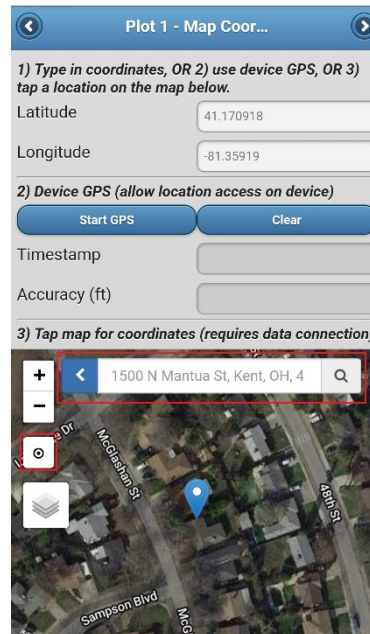 Plot 1 - Map Coor...
1) Type in coordinates, OR 2) use device GPS, OR 3)
tap a location on the map below.
Latitude
41.170918
Longitude
-81.35919
2) Device GPS (allow location access on device)
Start GPS
Clear
Timestamp
Accuracy (ft)
3) Tap map for coordinates (requires data connection)
+
1500 N Mantua St, Kent, OH, 4
−
McGlashan St
48th St
Sampson Blvd
McG